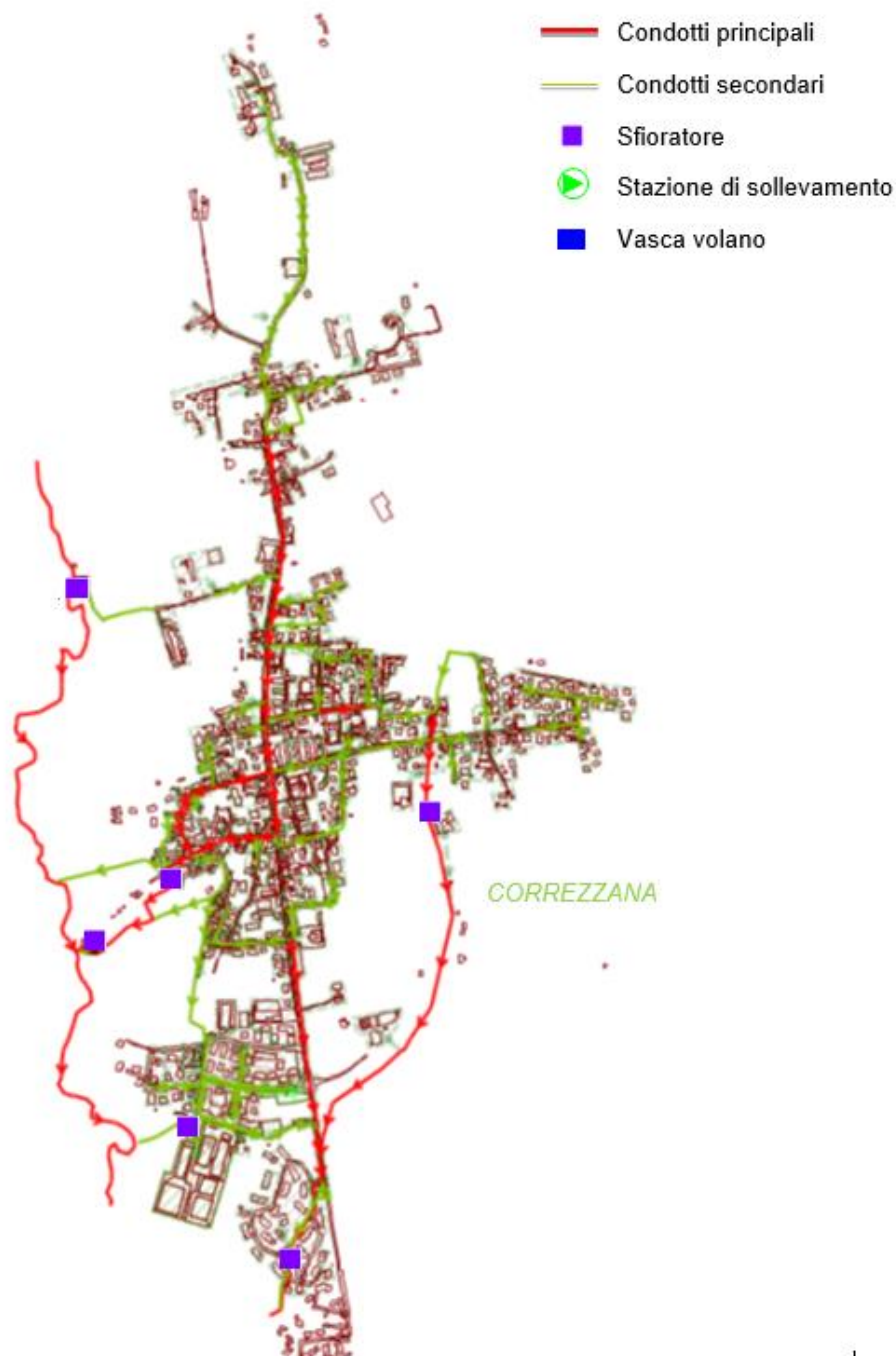 Condotti principali
Condotti secondari
Sfioratore
Stazione di sollevamento
Vasca volano
CORREZZANA